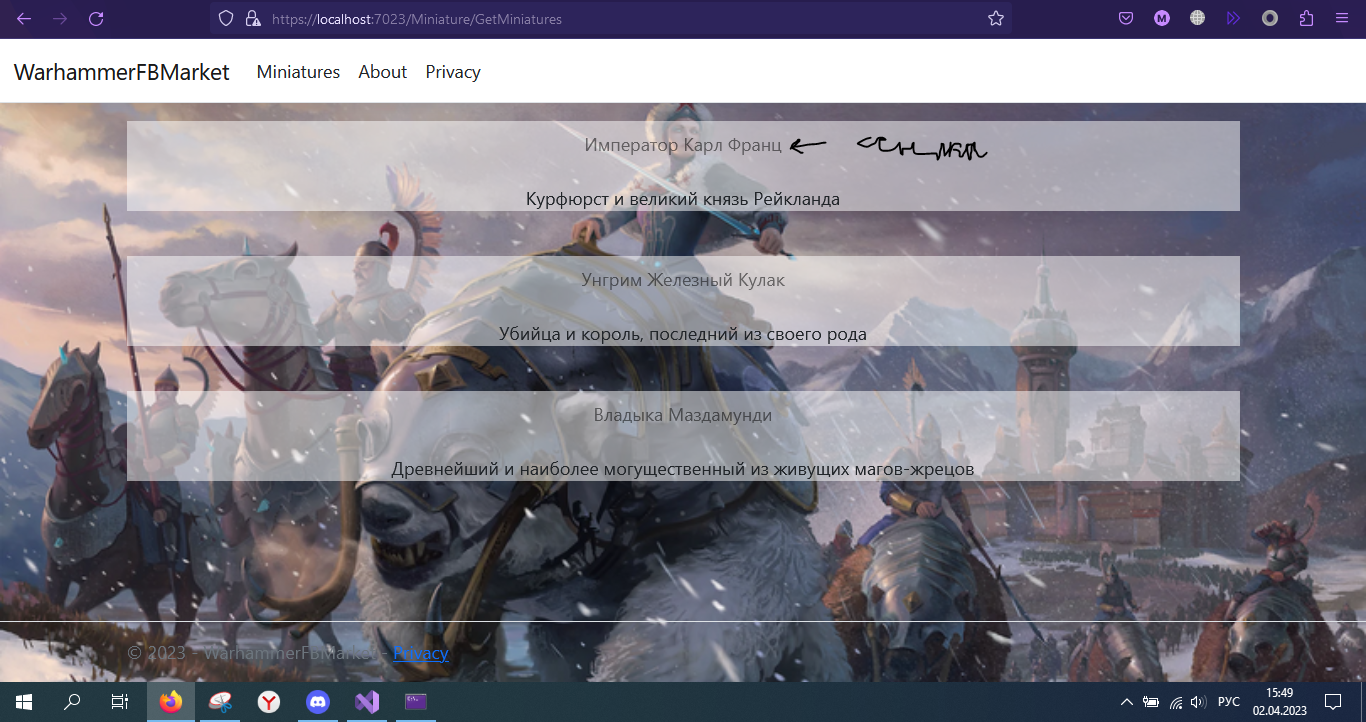 https://localhost:7023/Miniature/GetMiniatures
WarhammerFBMarket Miniatures About Privacy
Император Карл Франц
Курфюрст и великий князь Рейкланда
Унгрим Железный Кулак
Убийца и король, последний из своего рода
Владыка Маздамунди
Древнейший и наиболее могущественный из живущих магов-жрецов
© 2023 - WarhammerFBMarket - Privacy
РУС
15:49
02.04.2023